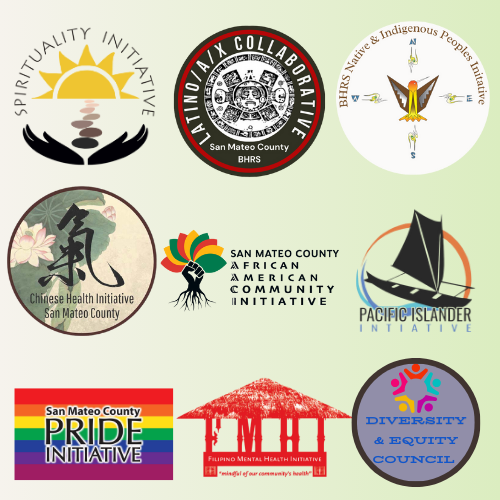 SPIRITUALITY INITIATIVE
LATINO/A/X COLLABORATIVE
San Mateo County
BHRS
BHRS Native & Indigenous Peoples Initiative
N
W
E
S
氣
Chinese Health Initiative
San Mateo County
SAN MATEO COUNTY
AFRICAN
AMERICAN
COMMUNITY
INITIATIVE
PACIFIC ISLANDER
INITIATIVE
San Mateo County
PRIDE
INITIATIVE
FMHI
FILIPINO MENTAL HEALTH INITIATIVE
"mindful of our community's health"
DIVERSITY
& EQUITY
COUNCIL